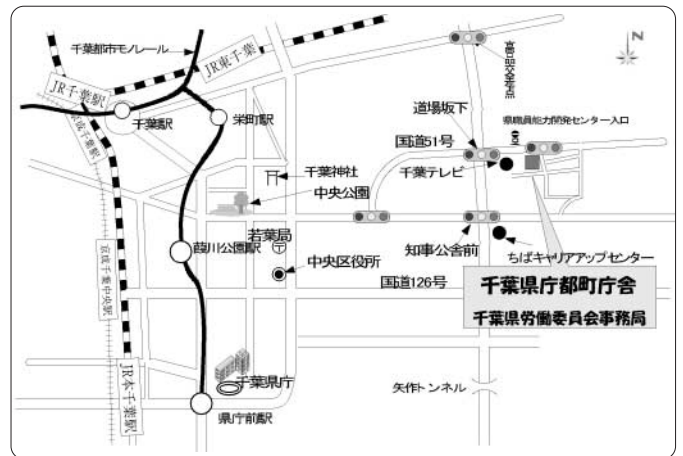 千葉都市モノレール
JR東千葉
JR千葉駅
千葉駅
栄町駅
道場坂下
県職員能力開発センター入口
国道51号
千葉テレビ
千葉神社
中央公園
若葉局
葭川公園駅
中央区役所
知事公舎前
ちばキャリアアップセンター
国道126号
千葉県庁都町庁舎
千葉県労働委員会事務局
京成千葉中央駅
JR本千葉駅
千葉県庁
県庁前駅
矢作トンネル